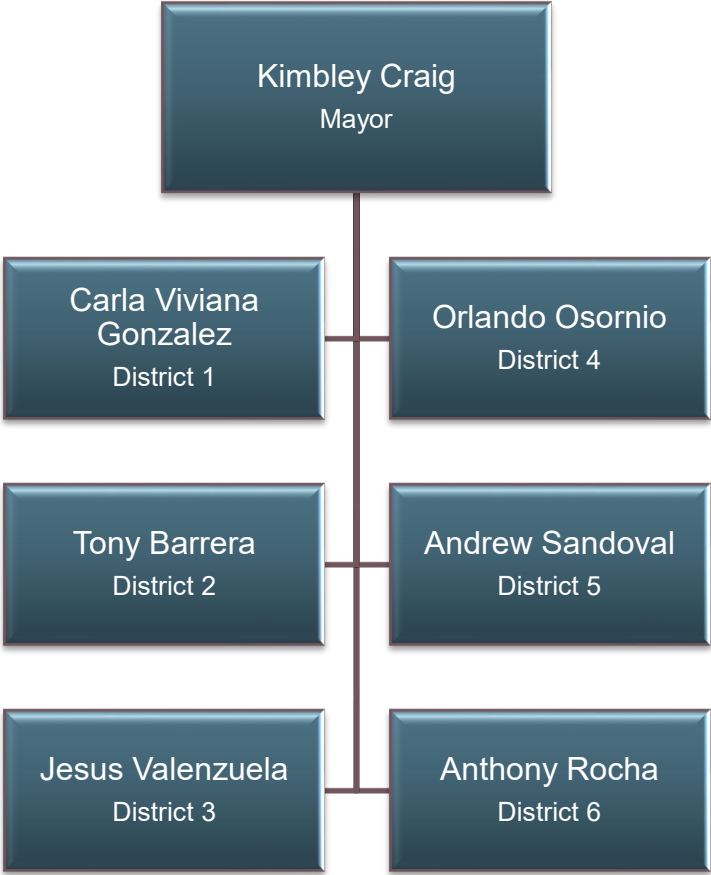 Kimbley Craig
Mayor
Carla Viviana
Gonzalez
District 1
Orlando Osornio
District 4
Tony Barrera
District 2
Andrew Sandoval
District 5
Jesus Valenzuela
District 3
Anthony Rocha
District 6